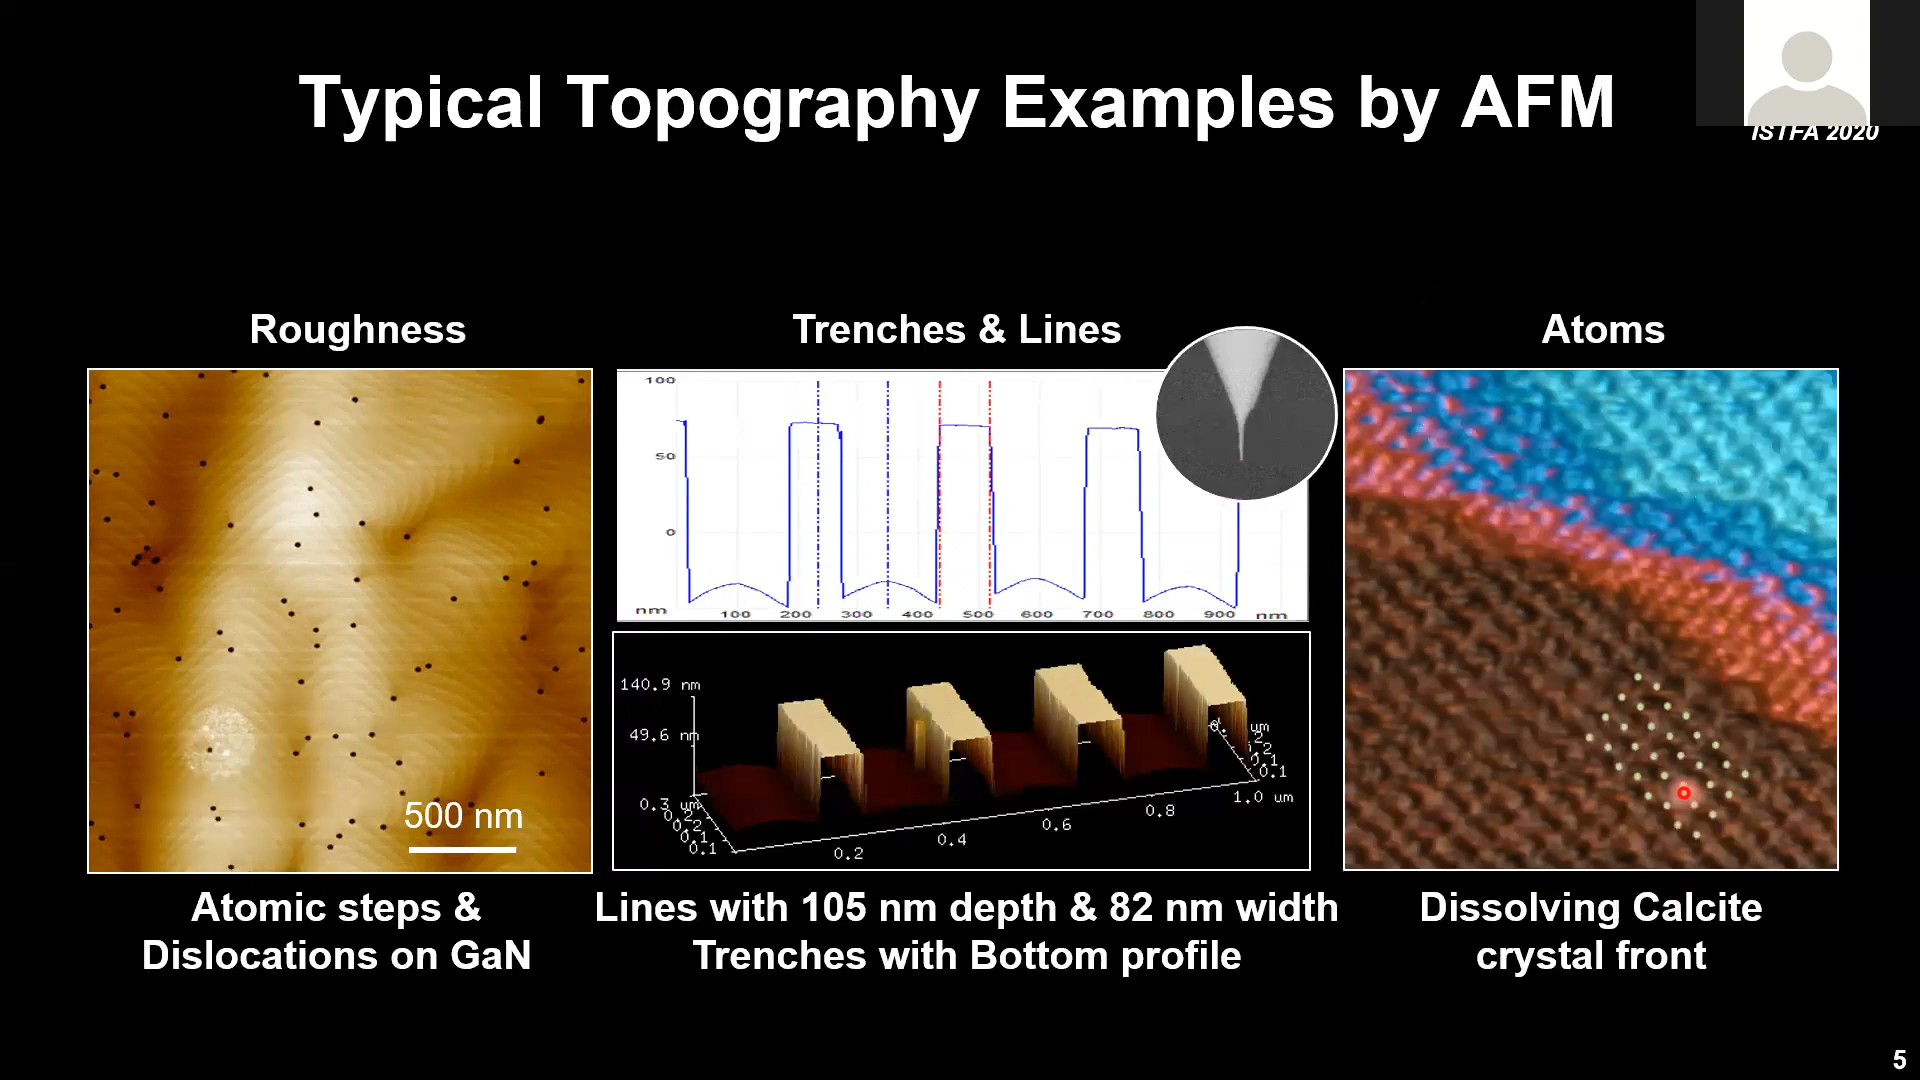 Typical Topography Examples by AFM
ISTFA 2020
Roughness
Trenches & Lines
Atoms
100
50
0
nm
100 200 300 400 500 600 700 800 900 nm
140.9 nm
49.6 nm
0.3 um
0.2
0.2
0.1
0.1
0.2
0.4
0.6
0.8
1.0 um
um
0.1
500 nm
Atomic steps &
Dislocations on GaN
Lines with 105 nm depth & 82 nm width
Trenches with Bottom profile
Dissolving Calcite
crystal front
5